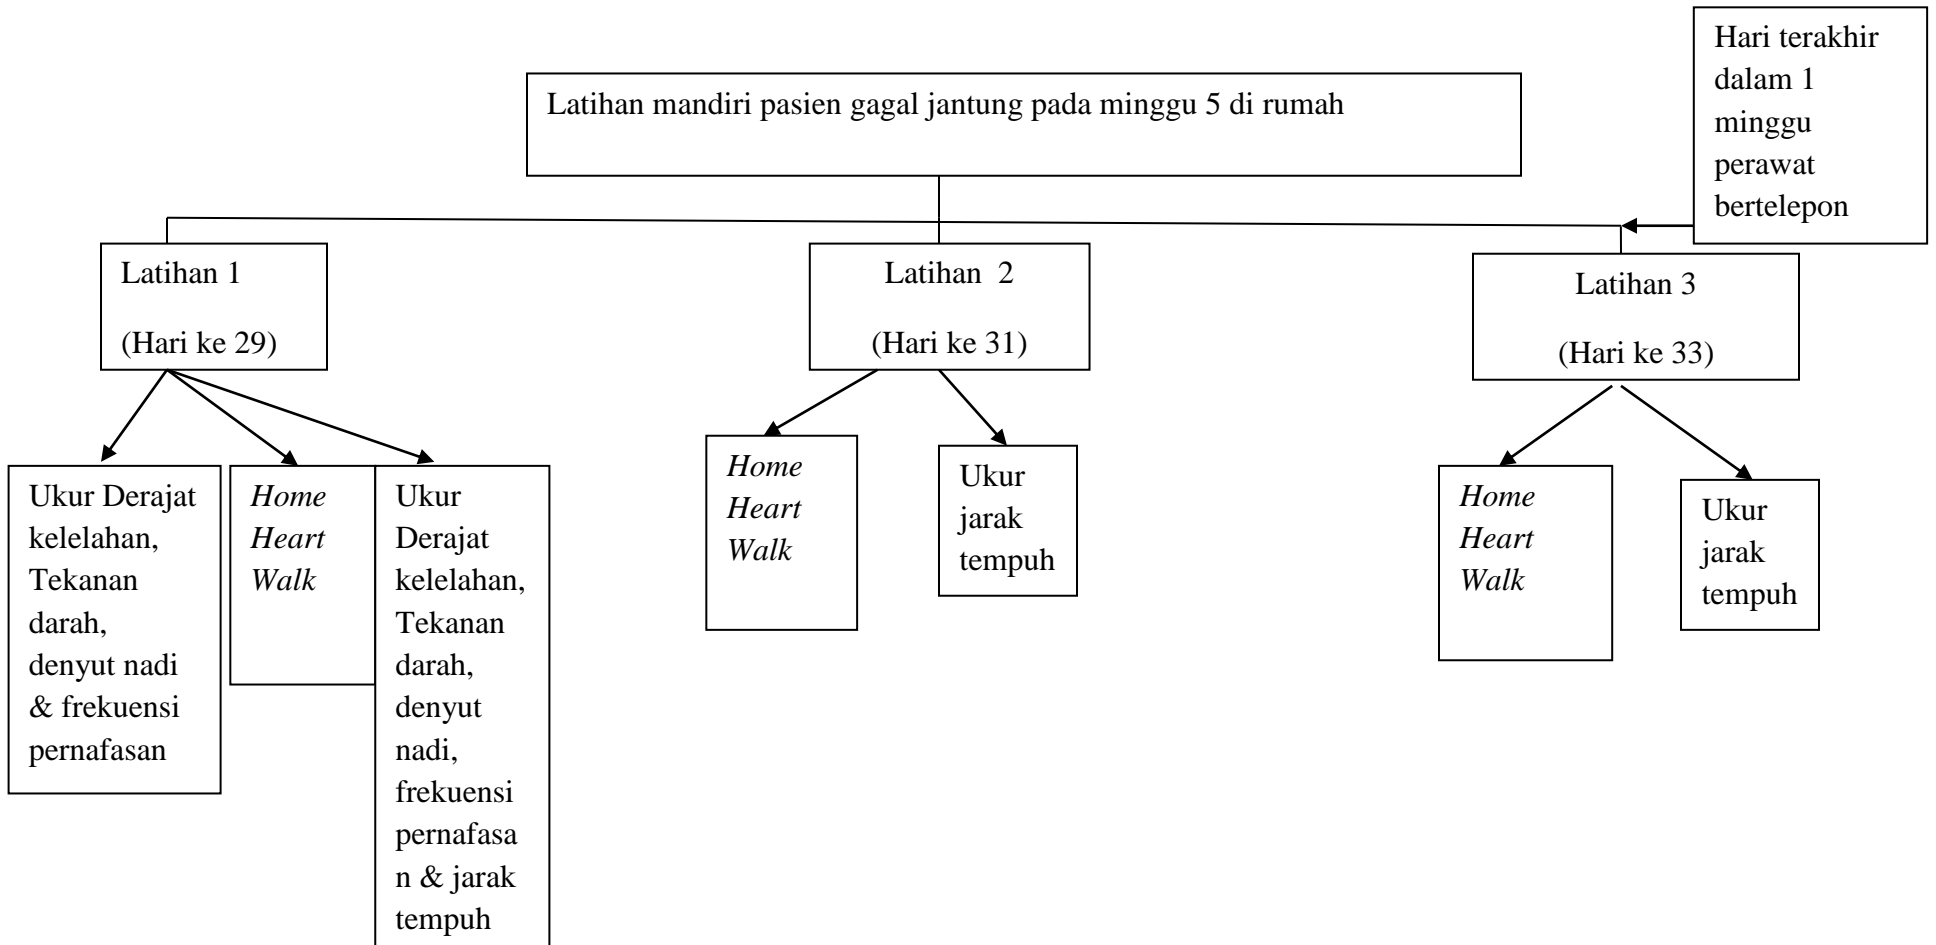 Hari terakhir
dalam 1
minggu
perawat
bertelepon
Latihan mandiri pasien gagal jantung pada minggu 5 di rumah
Latihan 1
(Hari ke 29)
Latihan 2
(Hari ke 31)
Latihan 3
(Hari ke 33)
Ukur Derajat
kelelahan,
Tekanan
darah,
denyut nadi
& frekuensi
pernafasan
Home
Heart
Walk
Ukur
Derajat
kelelahan,
Tekanan
darah,
denyut
nadi,
frekuensi
pernafasa
n & jarak
tempuh
Home
Heart
Walk
Ukur
jarak
tempuh
Home
Heart
Walk
Ukur
jarak
tempuh